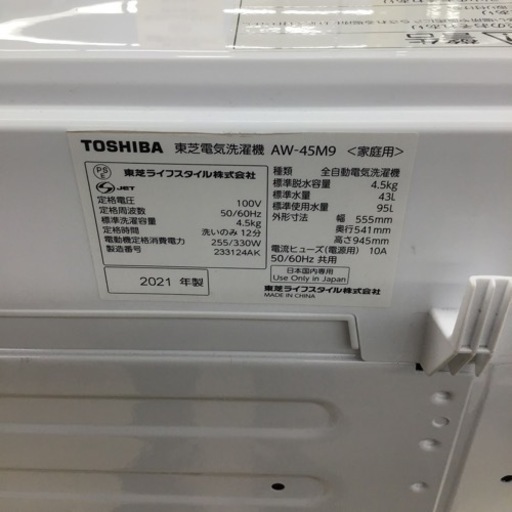 TOSHIBA 東芝電気洗濯機 AW-45M9 <家庭用>
東芝ライフスタイル株式会社
JET
定格電圧 100V
定格周波数 50/60Hz
標準洗濯容量 4.5kg
定格時間 洗いのみ 12分
電動機定格消費電力 255/330W
製造番号 233124AK
2021 年製
種類 全自動電気洗濯機
標準脱水容量 4.5kg
標準水量 43L
標準使用水量 95L
外形寸法 幅 555mm
奥行541mm
高さ945mm
電流ヒューズ(電源用) 10A
50/60Hz 共用
日本国内専用
Use Only in Japan
東芝ライフスタイル株式会社
MADE IN CHINA
警告